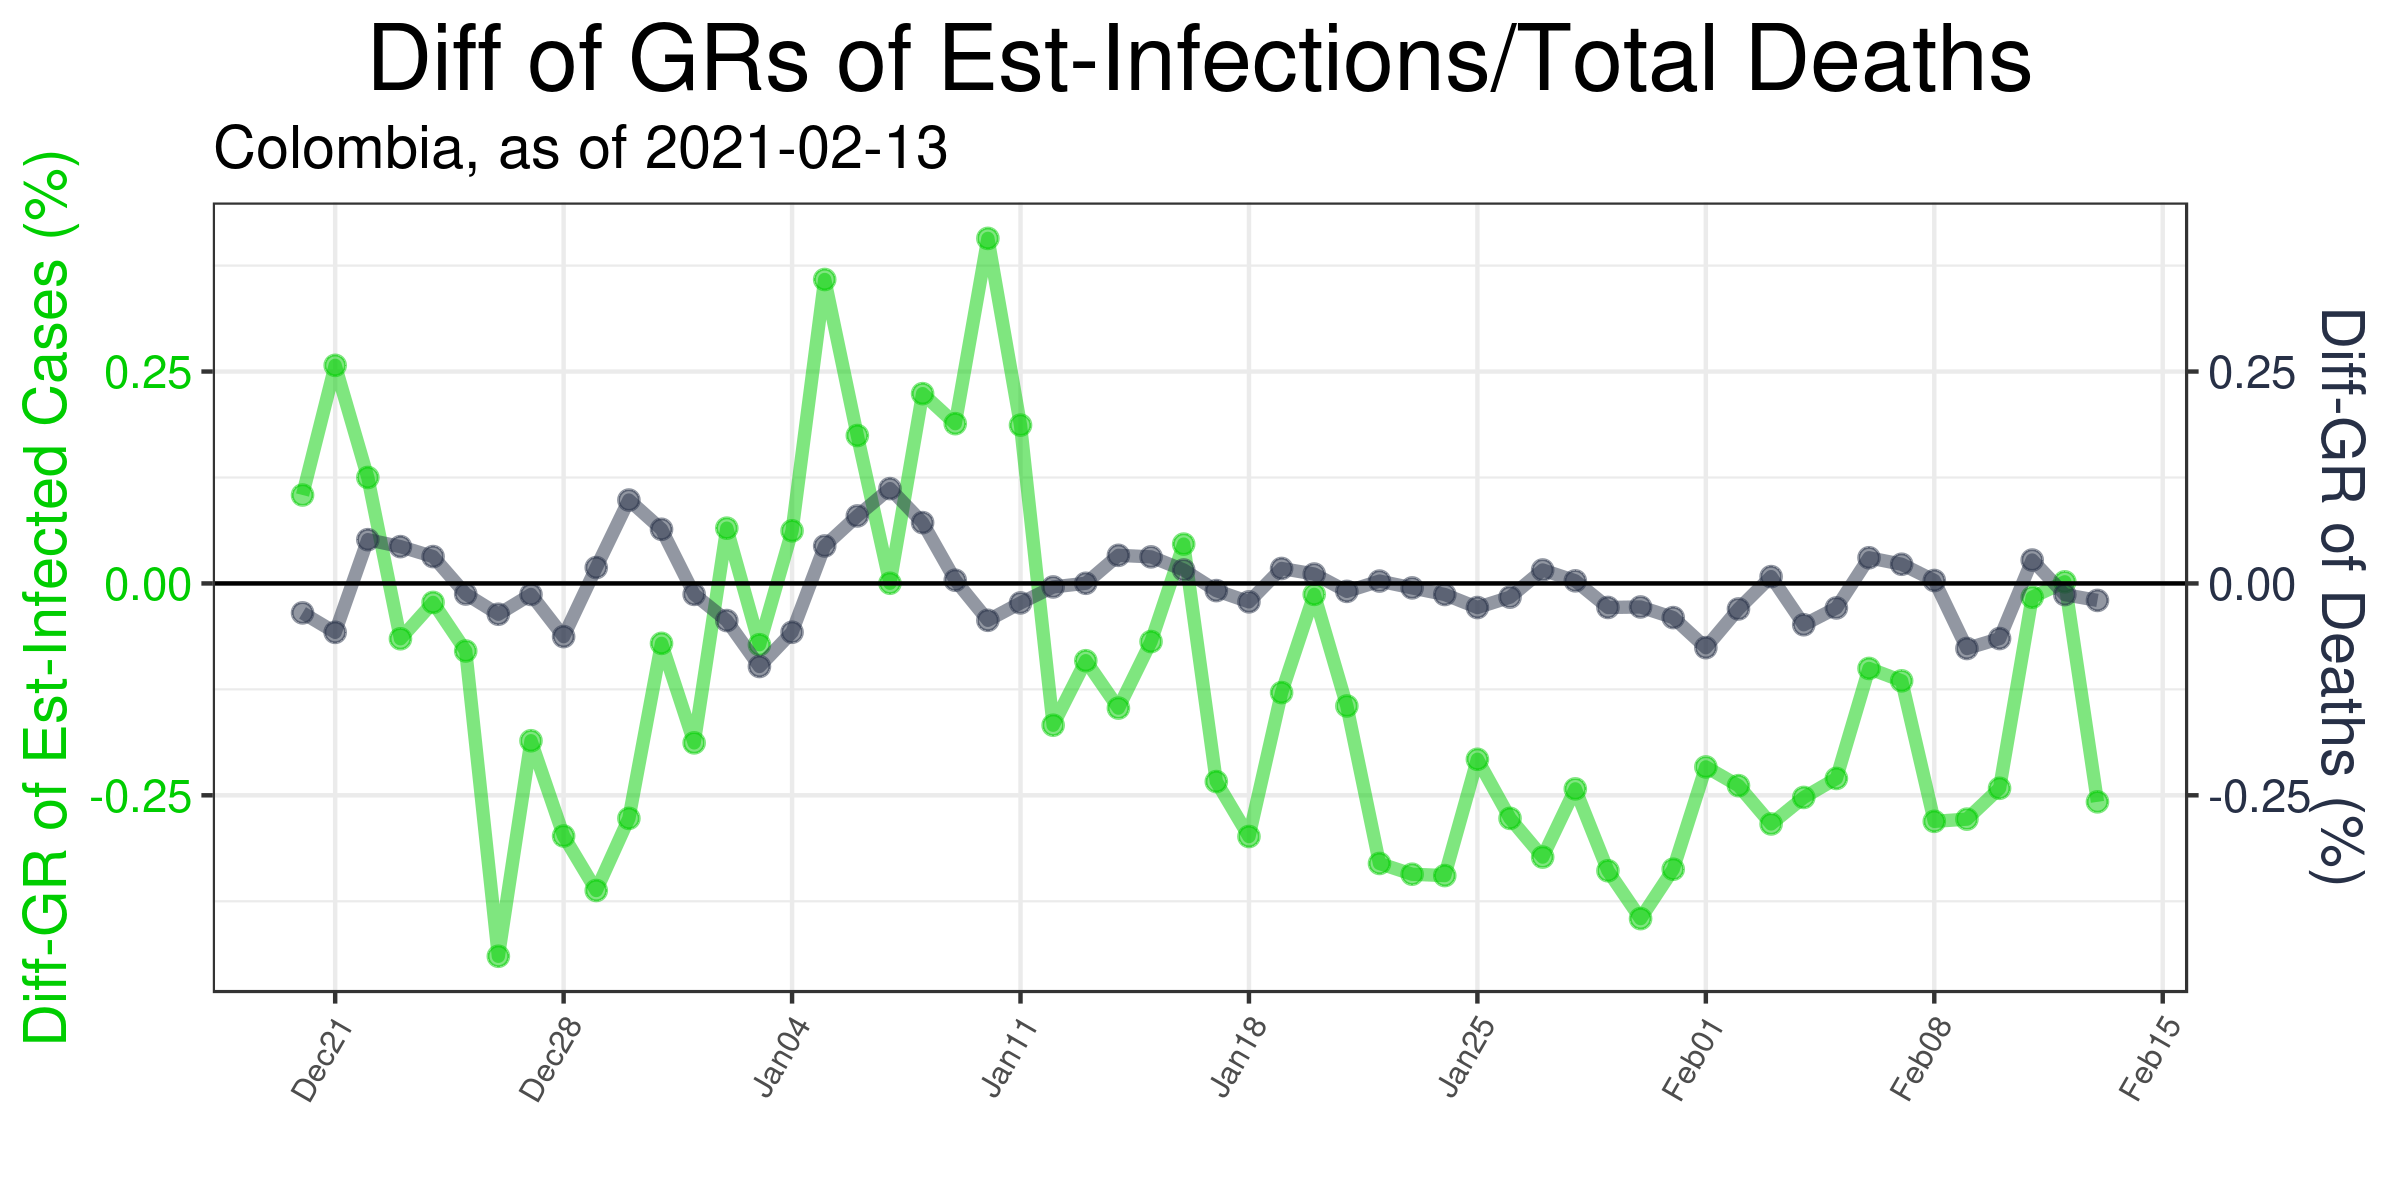 Diff of GRs of Est-Infections/Total Deaths
Colombia, as of 2021-02-13
Diff-GR of Est-Infected Cases (%)
0.25
0.00
-0.25
0.25
0.00
-0.25
Diff-GR of Deaths (%)
Dec21
Dec28
Jan04
Jan11
Jan18
Jan25
Feb01
Feb08
Feb15